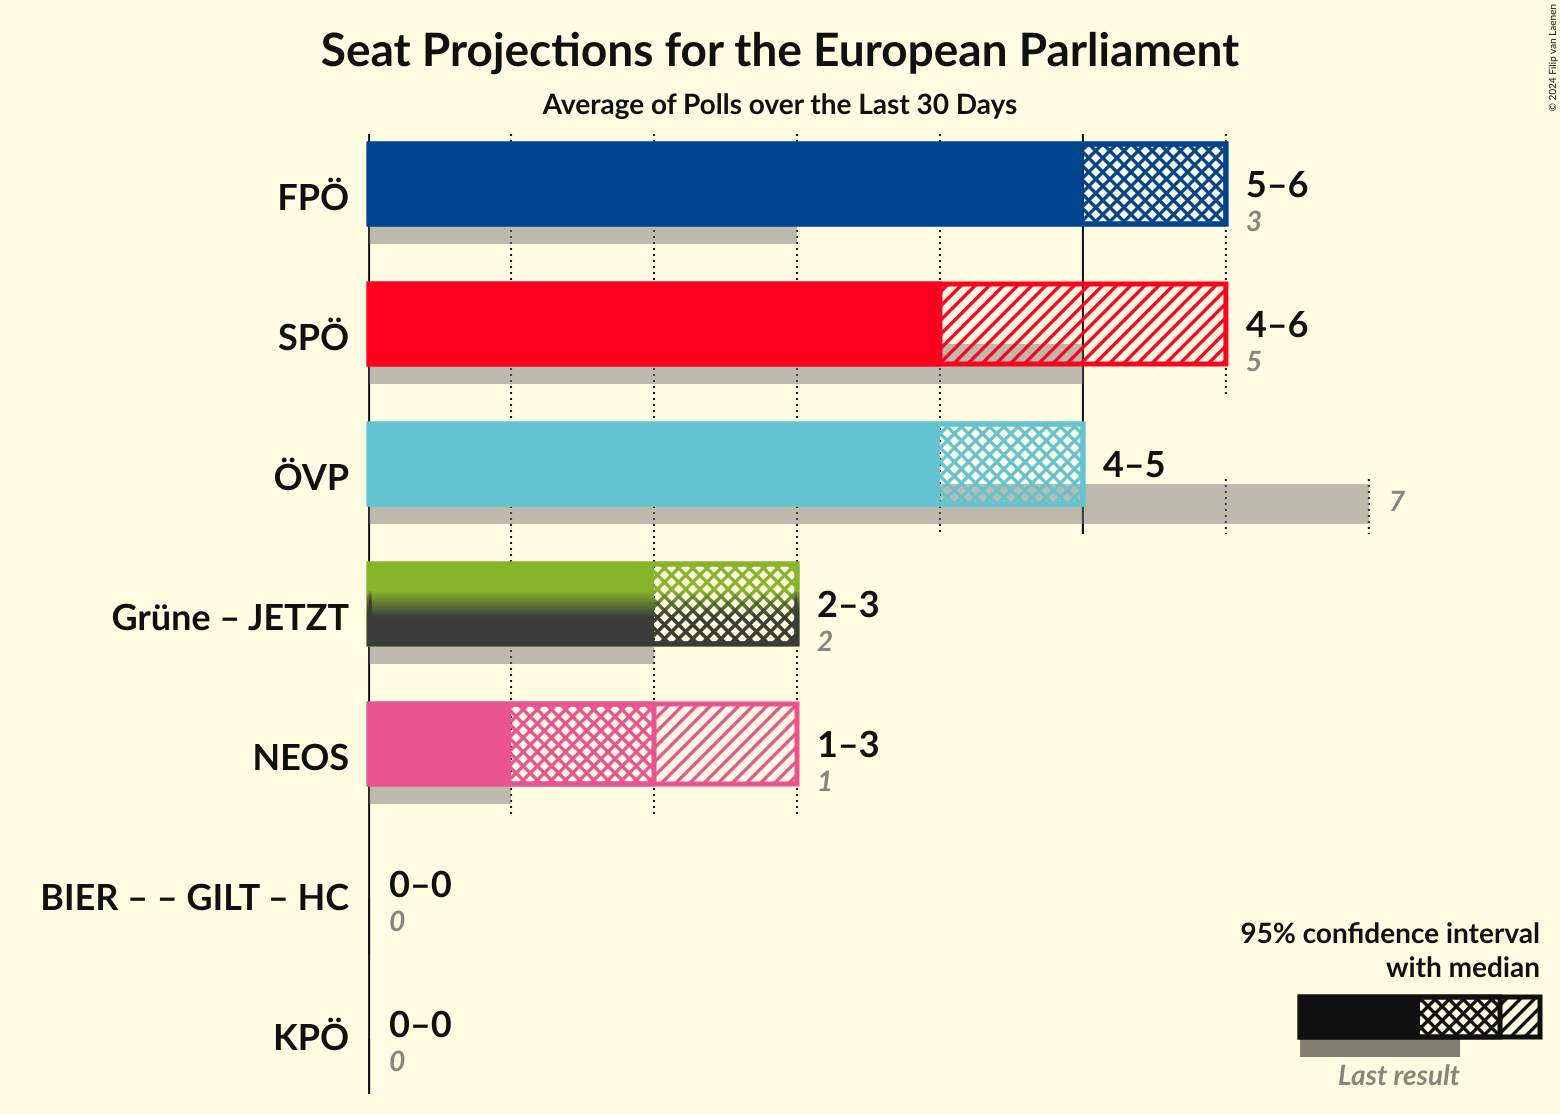 Seat Projections for the European Parliament
Average of Polls over the Last 30 Days
© 2024 Filip van Laenen
FPÖ
5–6
3
SPÖ
4–6
5
ÖVP
4–5
7
Grüne – JETZT
2–3
2
NEOS
1–3
1
BIER – – GILT – HC
0–0
0
KPÖ
0–0
0
95% confidence interval
with median
Last result